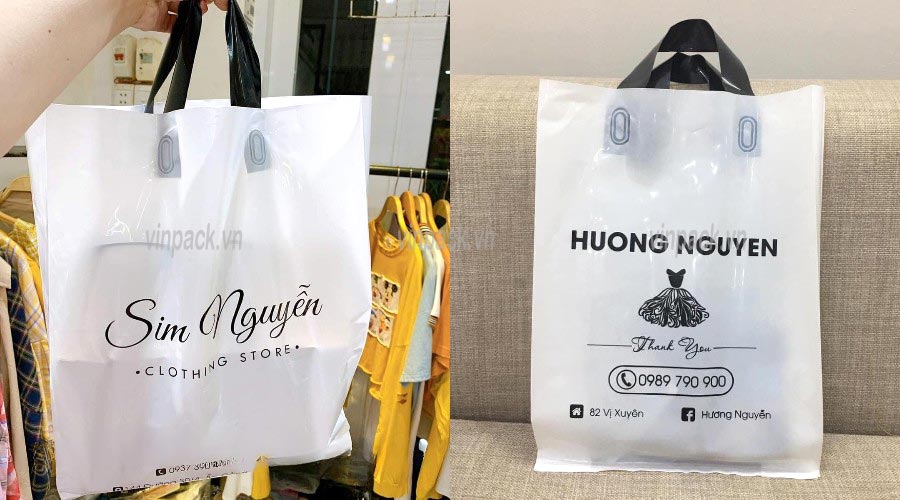 vinpack.vn
Sim Nguyễn
•CLOTHING STORE•
0937
vinpack.vn
HUONG NGUYEN
Thank You
0989 790 900
82 Vị Xuyên
Hương Nguyễn